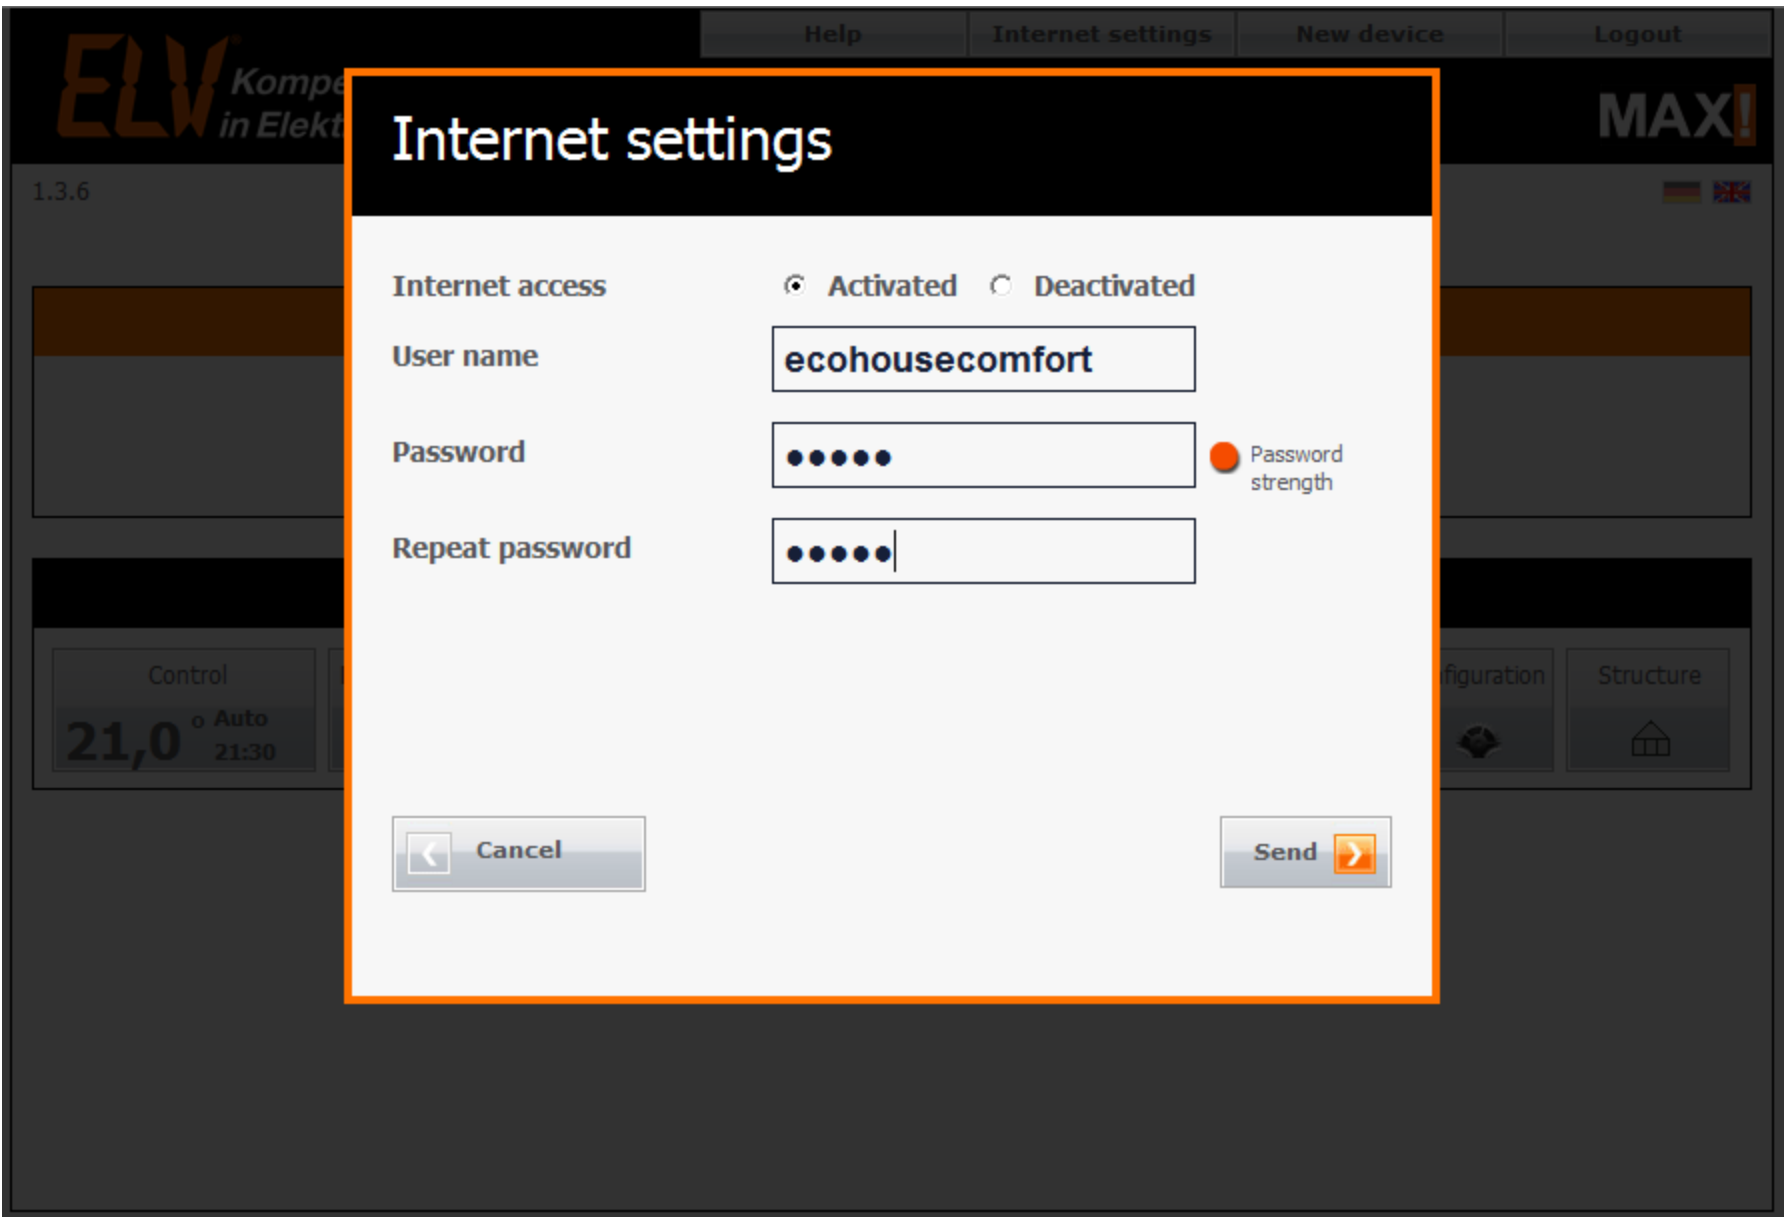 Help Internet settings New device Logout
ELV
Kompe
in Elekt
MAX!
Internet settings
1.3.6
Internet access Activated Deactivated
User name ecohousecomfort
Password ●●●●● Password
strength
Repeat password ●●●●●
Control figuration Structure
21,0 ° Auto
21:30
Cancel Send